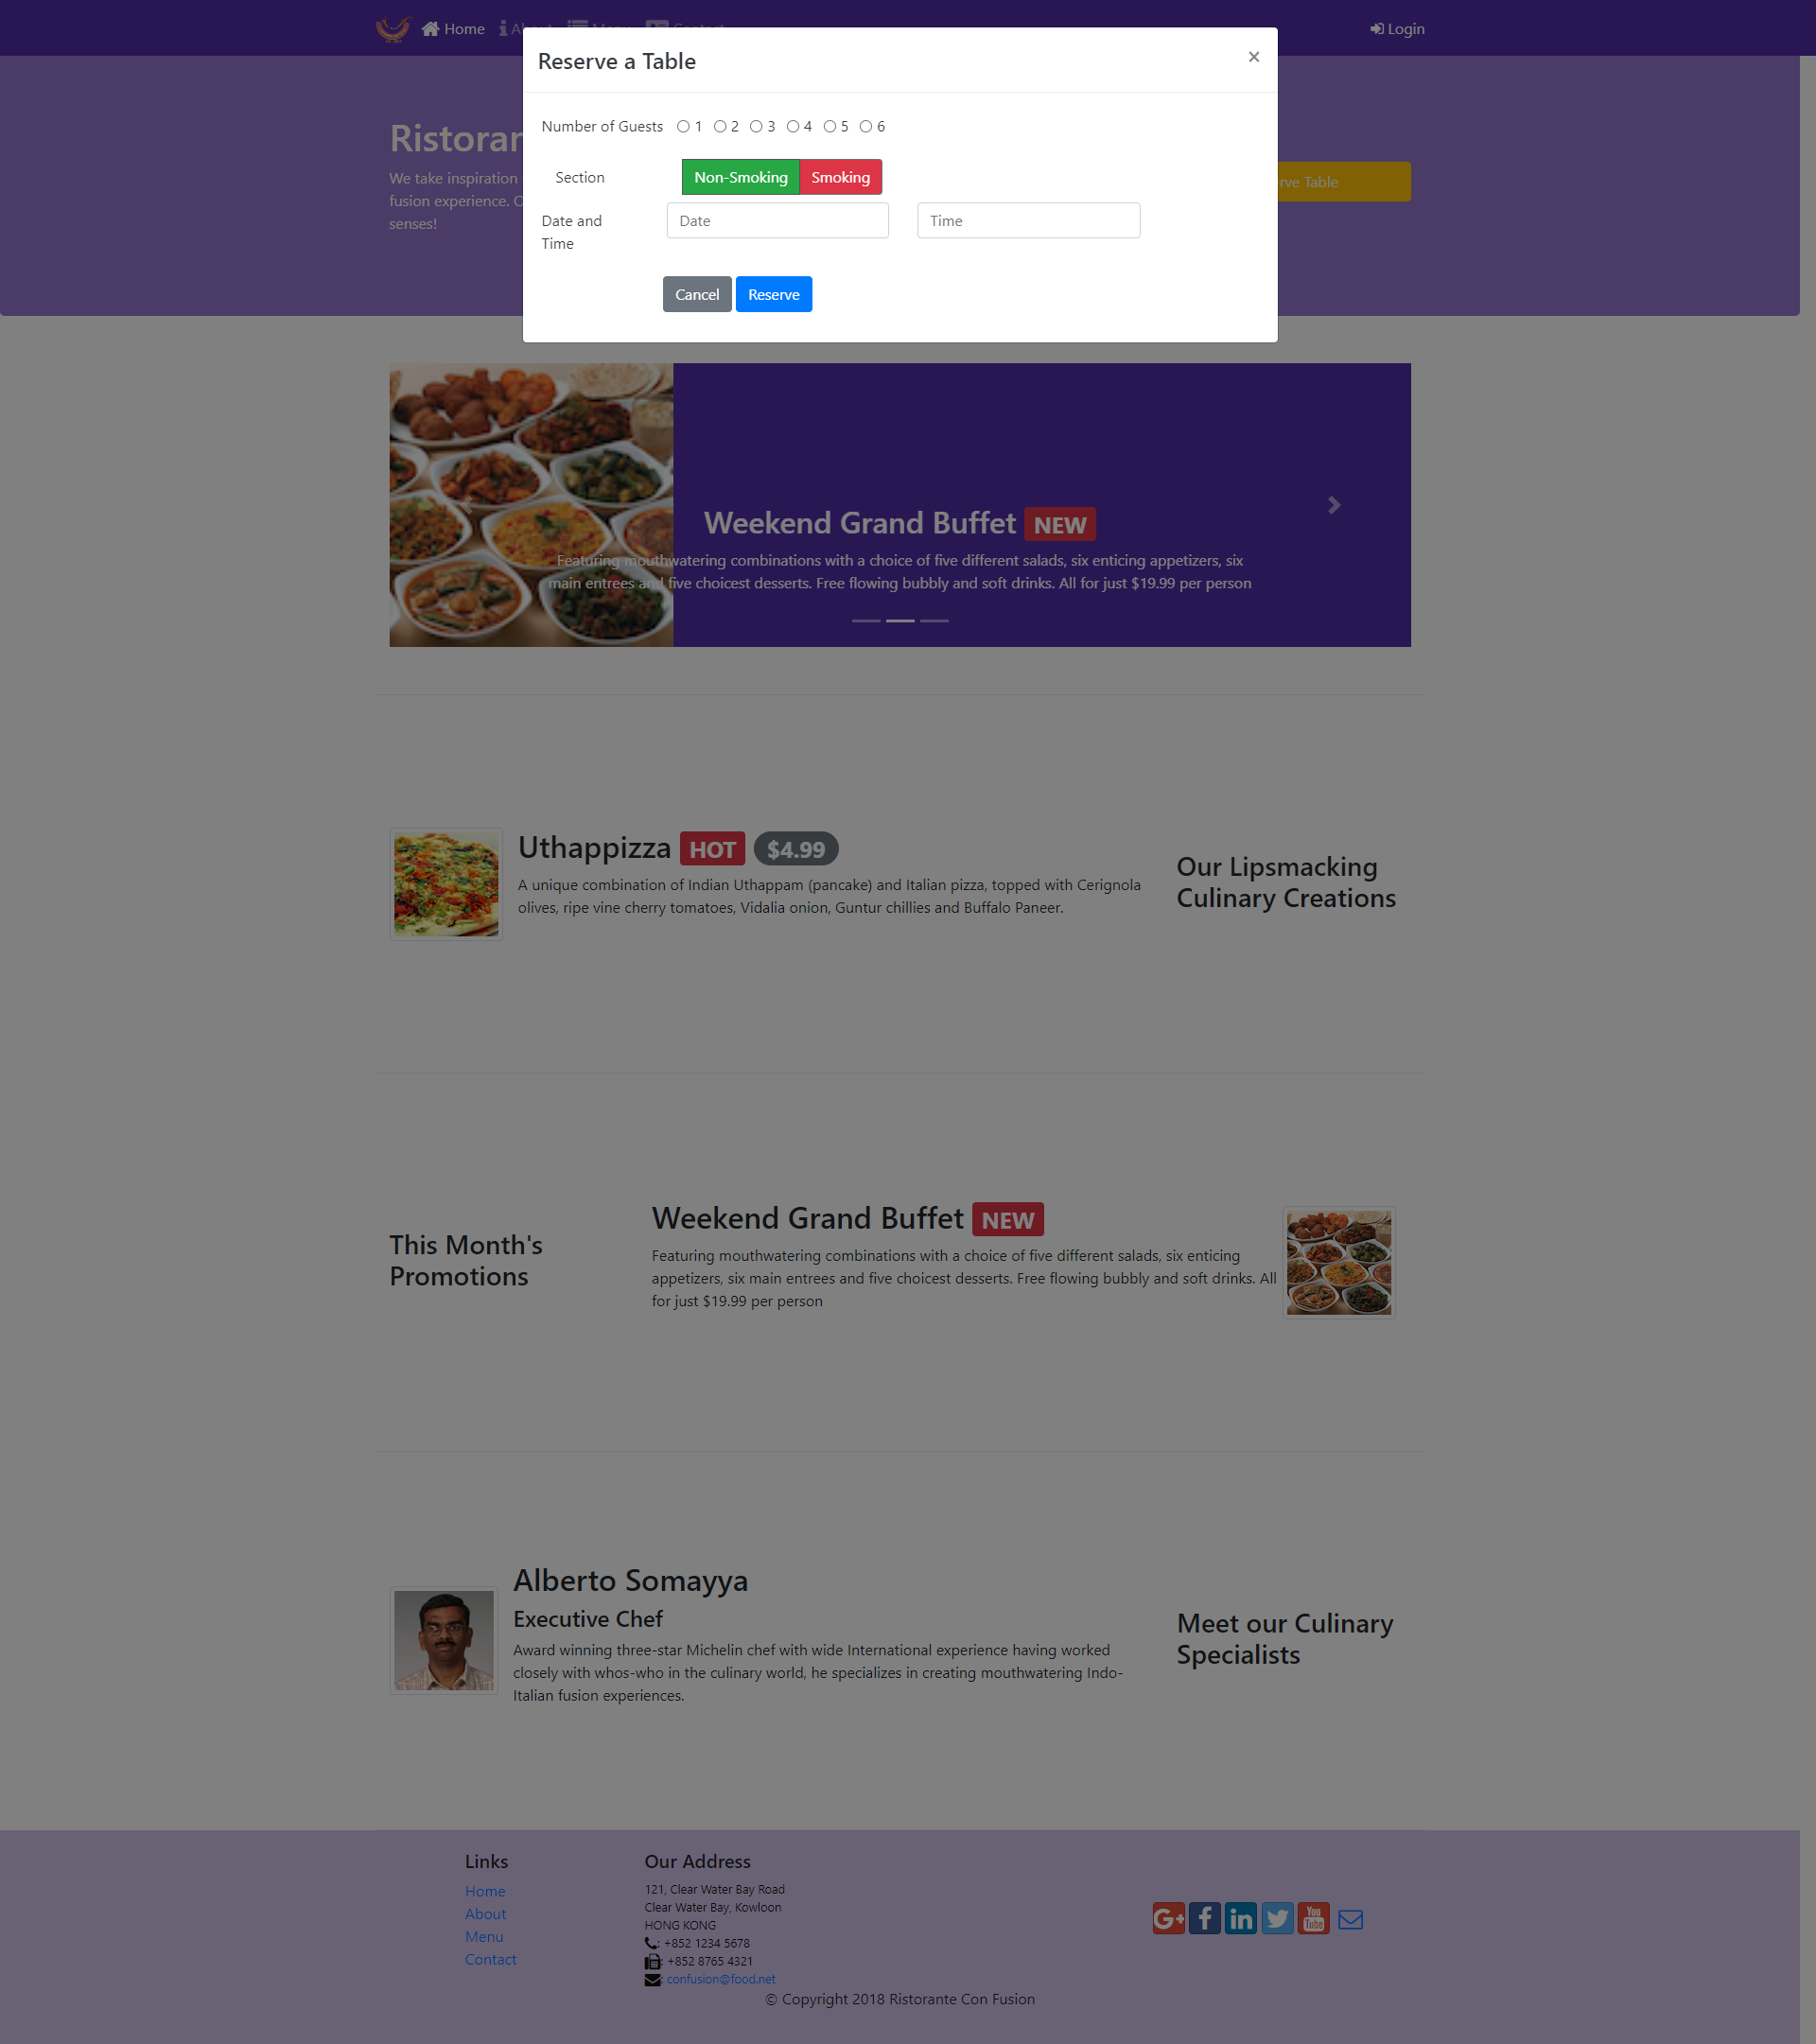 Home
About
Menu
Contact
Login
Reserve a Table
×
Number of Guests 1 2 3 4 5 6
Section Non-Smoking Smoking
Date and Time Date Time
Cancel Reserve
We take inspiration
fusion experience.
senses!
Table
Weekend Grand Buffet NEW
Featuring mouthwatering combinations with a choice of five different salads, six enticing appetizers, six
main entrees and five choicest desserts. Free flowing bubbly and soft drinks. All for just $19.99 per person
Uthappizza HOT $4.99
A unique combination of Indian Uthappam (pancake) and Italian pizza, topped with Cerignola
olives, ripe vine cherry tomatoes, Vidalia onion, Guntur chillies and Buffalo Paneer.
Our Lipsmacking
Culinary Creations
This Month's
Promotions
Weekend Grand Buffet NEW
Featuring mouthwatering combinations with a choice of five different salads, six enticing
appetizers, six main entrees and five choicest desserts. Free flowing bubbly and soft drinks. All
for just $19.99 per person
Alberto Somayya
Executive Chef
Award winning three-star Michelin chef with wide International experience having worked
closely with whos-who in the culinary world, he specializes in creating mouthwatering Indo-
Italian fusion experiences.
Meet our Culinary
Specialists
Links
Home
About
Menu
Contact
Our Address
121, Clear Water Bay Road
Clear Water Bay, Kowloon
HONG KONG
: +852 1234 5678
: +852 8765 4321
: confusion@food.net
G+ f in You Tube
© Copyright 2018 Ristorante Con Fusion